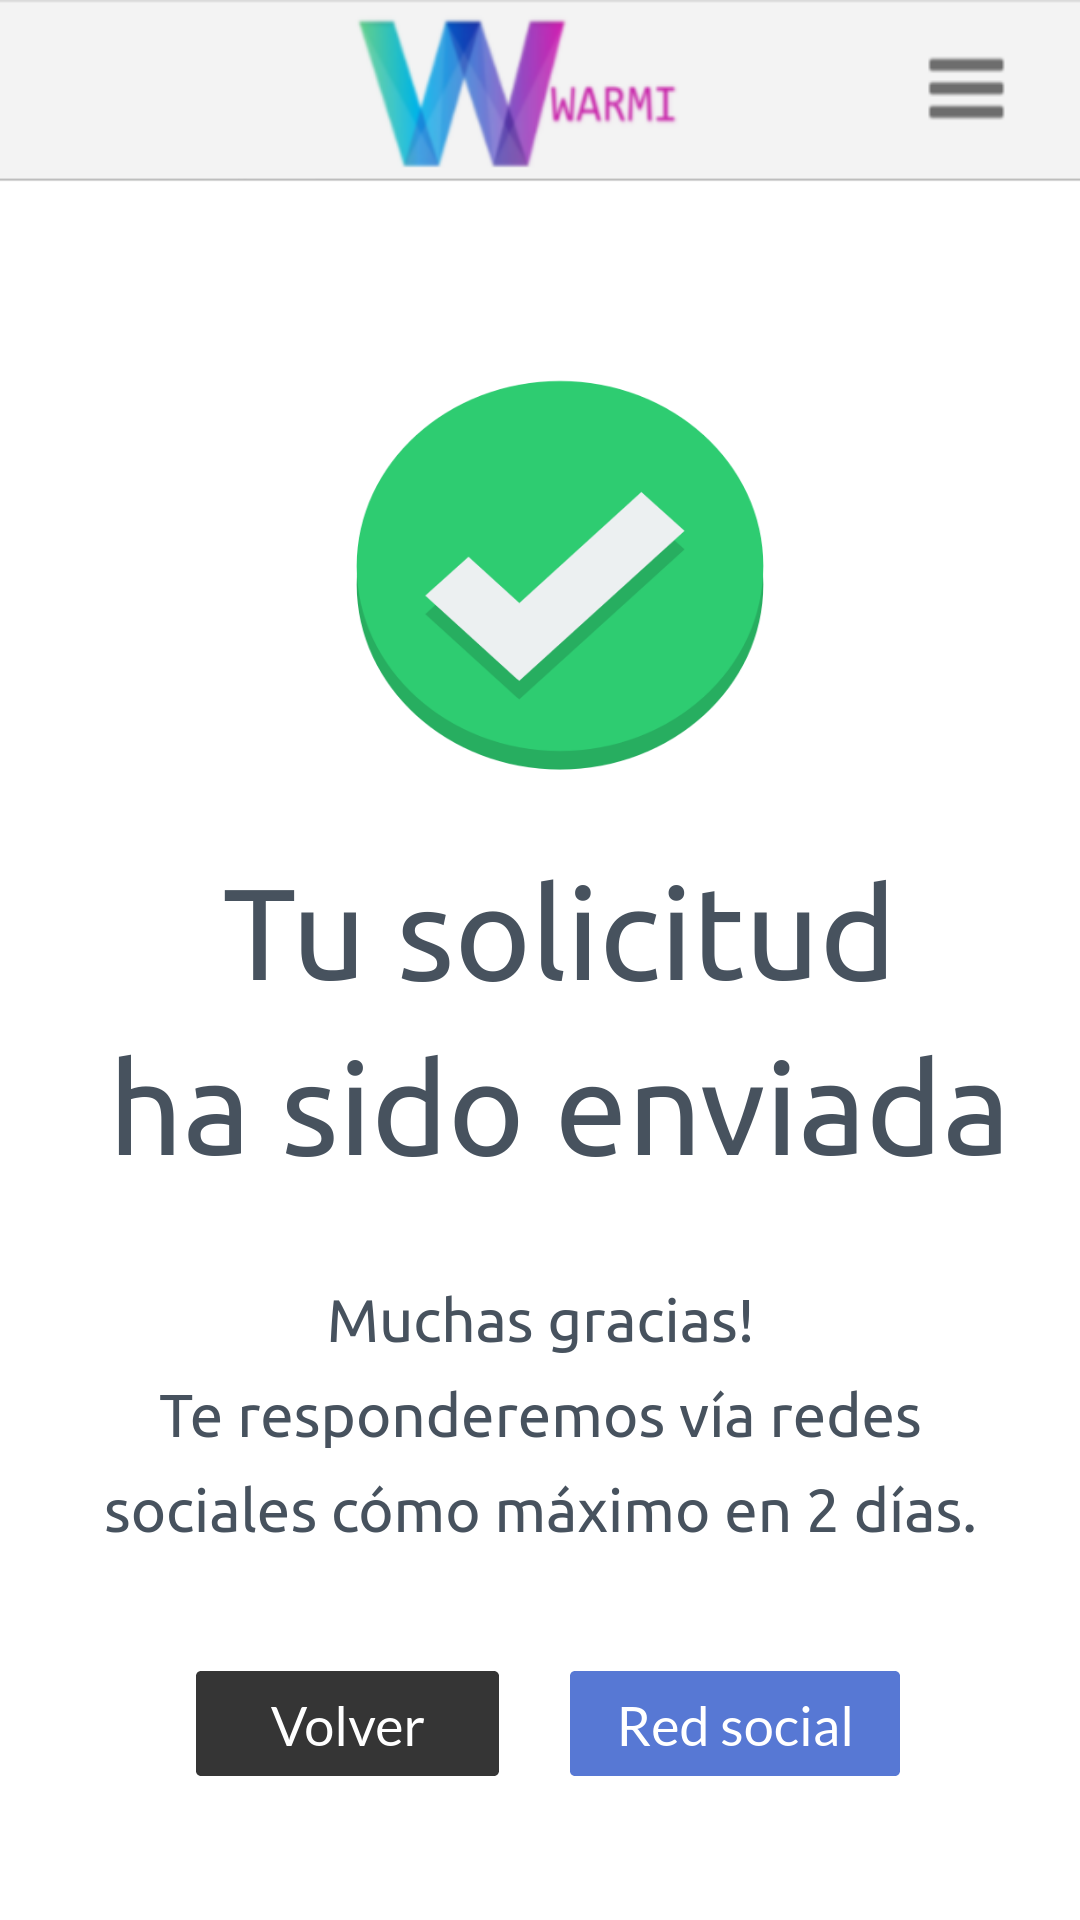 WARMI
Tu solicitud
ha sido enviada
Muchas gracias!
Te responderemos vía redes
sociales cómo máximo en 2 días.
Volver
Red social